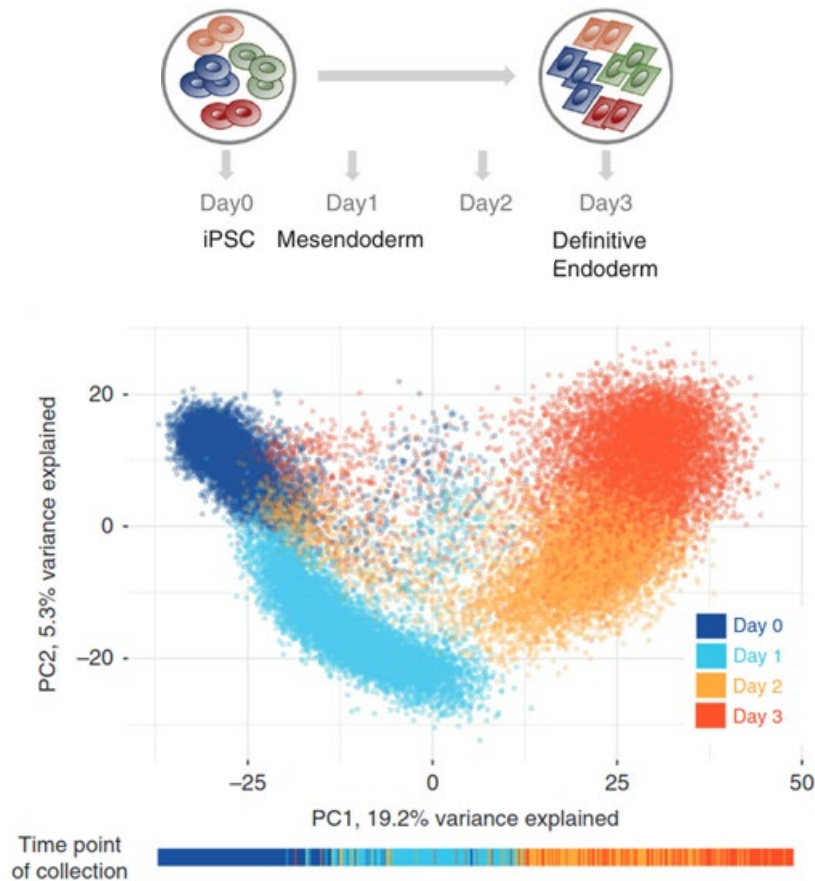 Day0 Day1 Day2 Day3
iPSC Mesendoderm Definitive
Endoderm
PC2, 5.3% variance explained
20
0
−20
Day 0
Day 1
Day 2
Day 3
−25 0 25 50
PC1, 19.2% variance explained
Time point
of collection